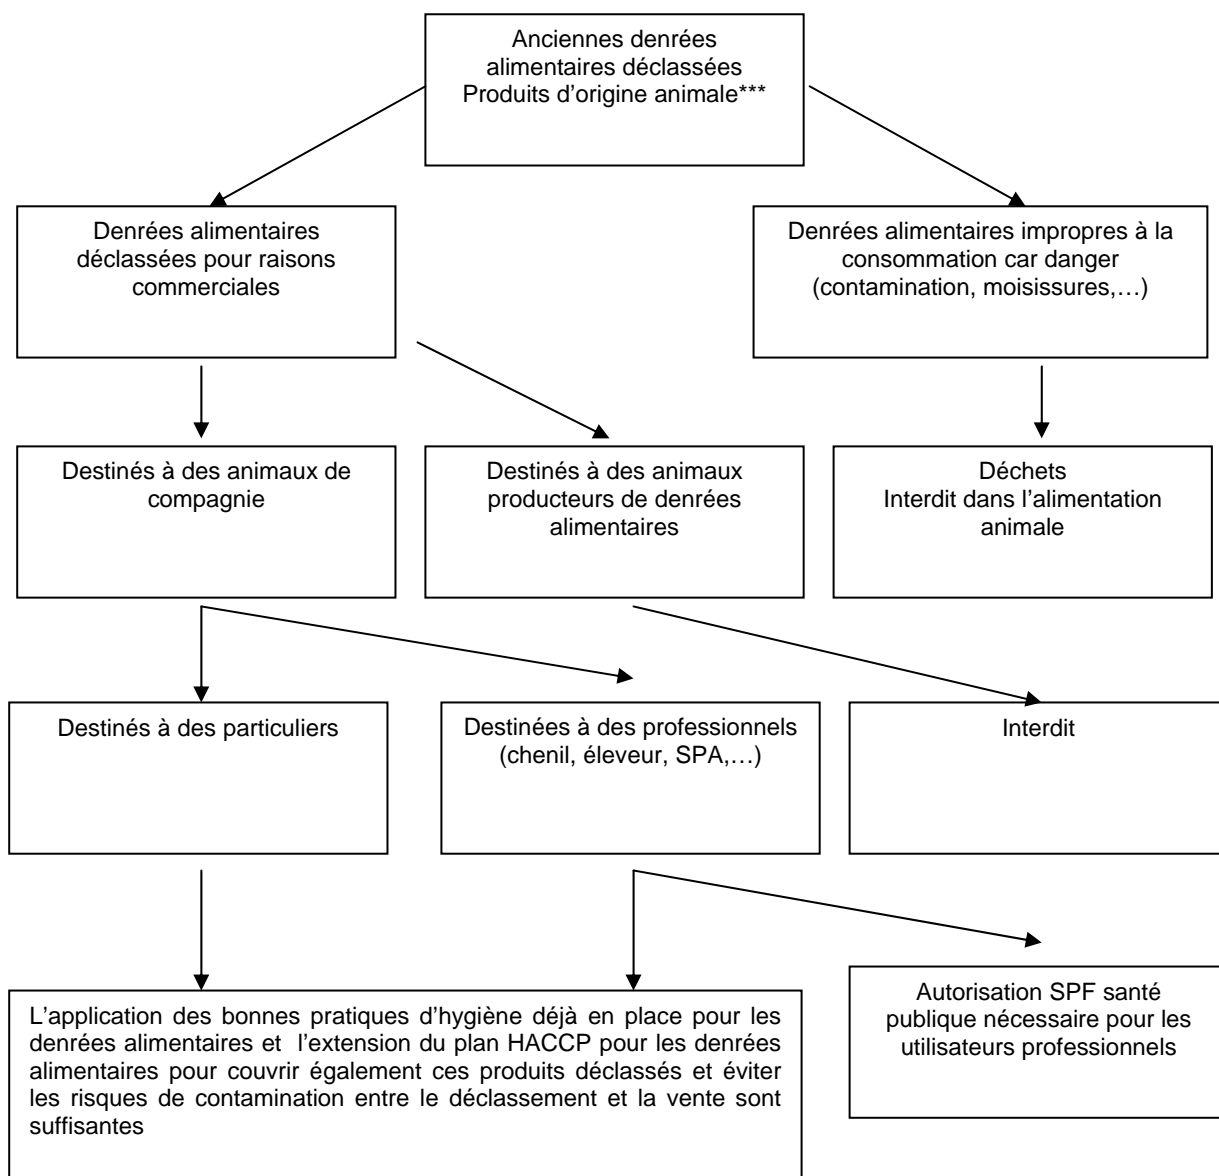 Anciennes denrées
alimentaires déclassées
Produits d'origine animale***
Denrées alimentaires
déclassées pour raisons
commerciales
Denrées alimentaires impropres à la
consommation car danger
(contamination, moisissures,…)
Destinés à des animaux de
compagnie
Destinés à des animaux
producteurs de denrées
alimentaires
Déchets
Interdit dans l'alimentation
animale
Destinés à des particuliers
Destinées à des professionnels
(chenil, éleveur, SPA,…)
Interdit
L'application des bonnes pratiques d'hygiène déjà en place pour les
denrées alimentaires et l'extension du plan HACCP pour les denrées
alimentaires pour couvrir également ces produits déclassés et éviter
les risques de contamination entre le déclassement et la vente sont
suffisantes
Autorisation SPF santé
publique nécessaire pour les
utilisateurs professionnels